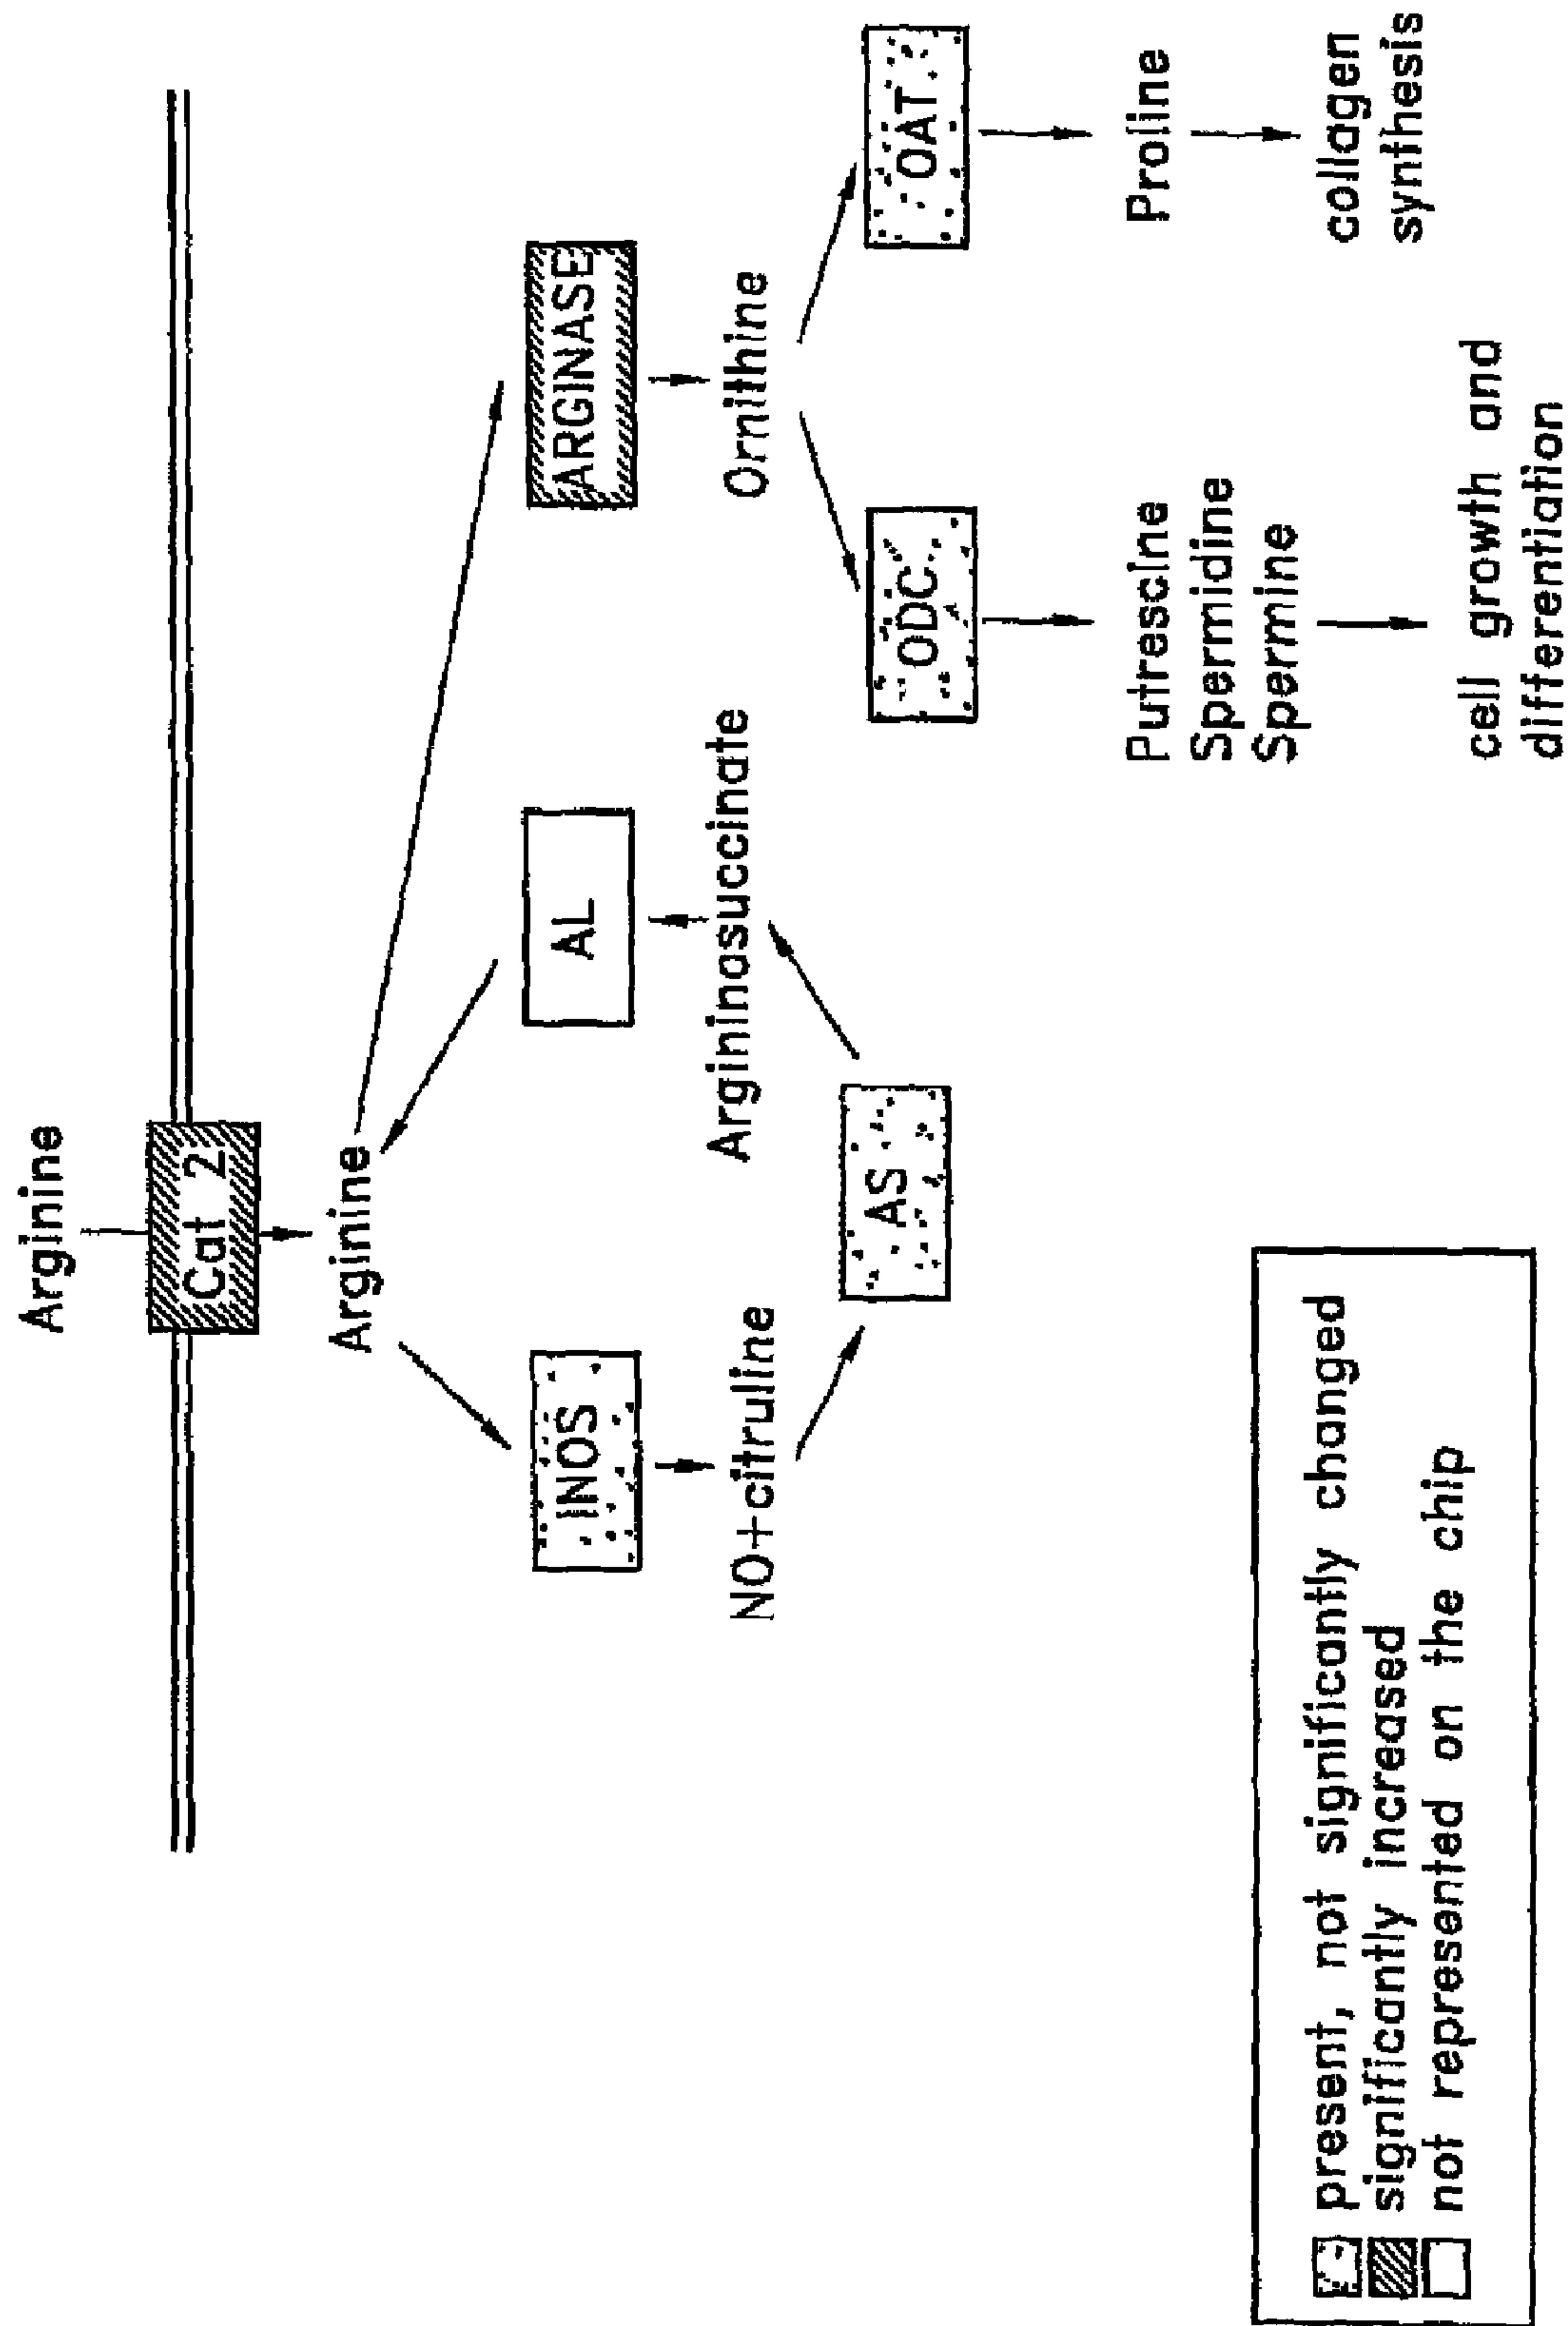 Arginine
Cat 2
Arginine
INOS
AL
ARGINASE
NO+citruline
Argininosuccinate
Ornithine
AS
ODC
OAT
Putrescine
Spermidine
Spermine
Proline
cell growth and
differentiation
collagen
synthesis
present, not significantly changed
significantly increased
not represented on the chip